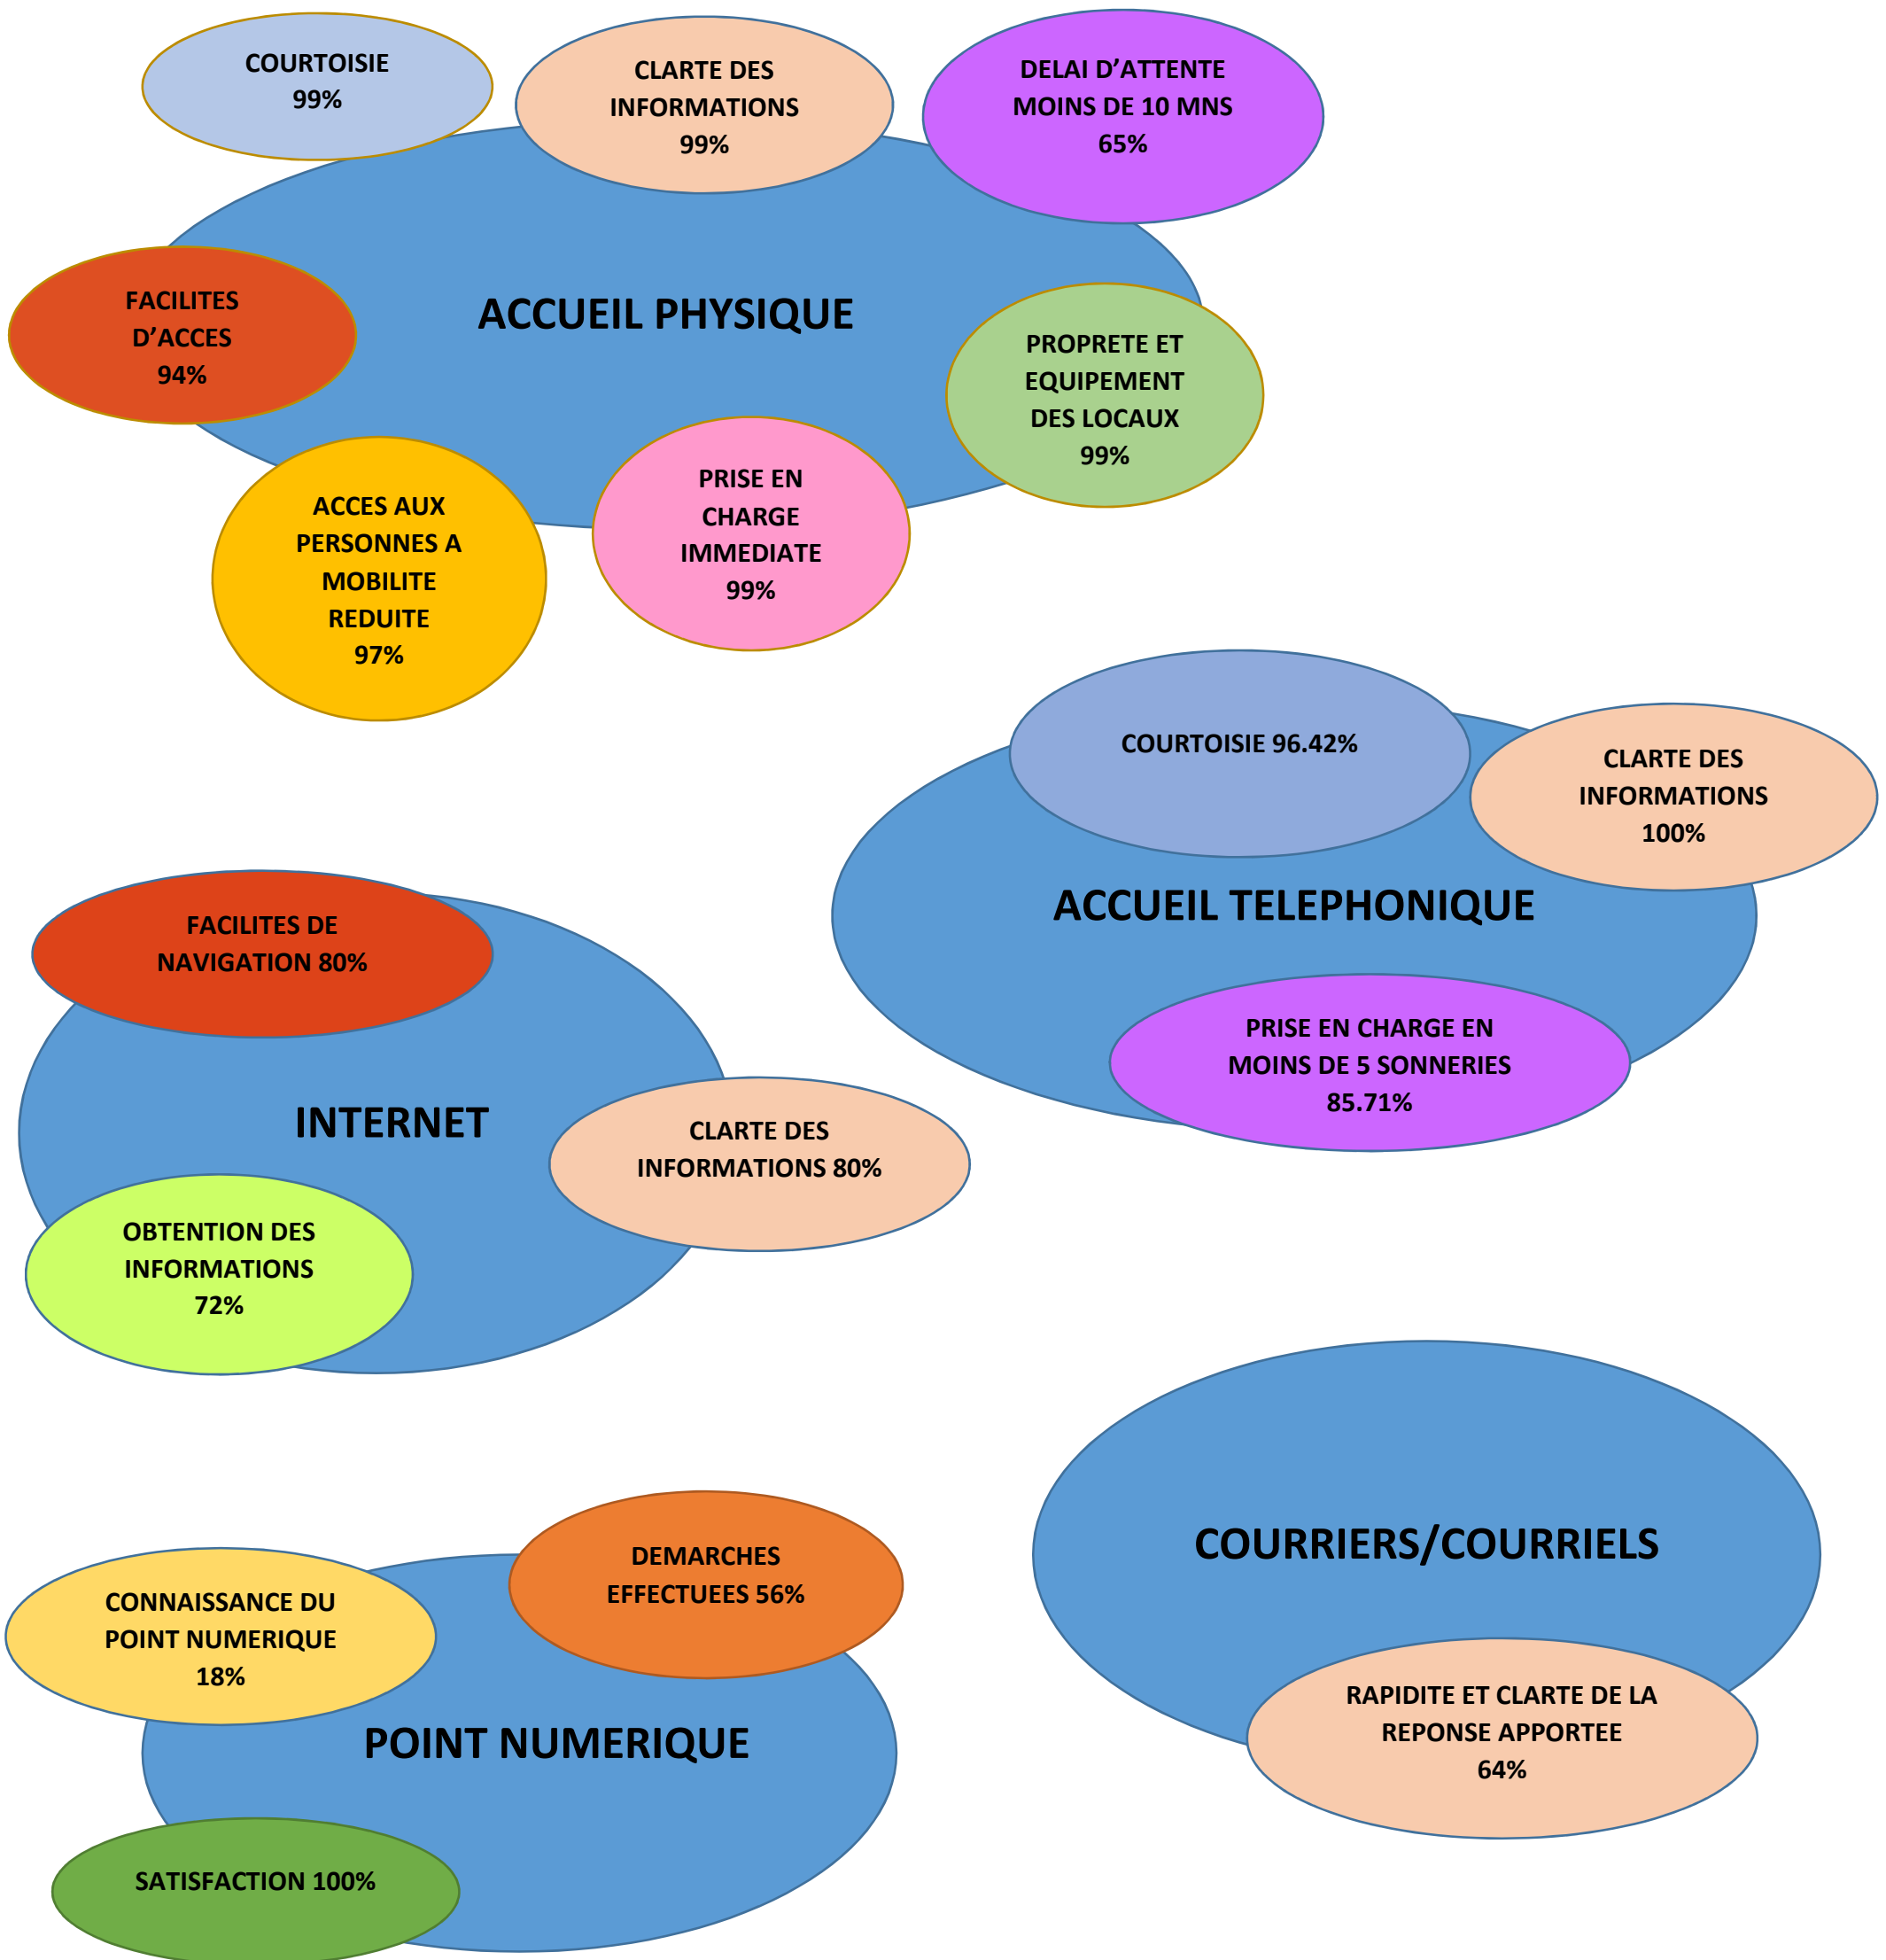 COURTOISIE
99%
CLARTE DES
INFORMATIONS
99%
DELAI D’ATTENTE
MOINS DE 10 MNS
65%
FACILITES
D’ACCES
94%
ACCUEIL PHYSIQUE
PROPRETE ET
EQUIPEMENT
DES LOCAUX
99%
ACCES AUX
PERSONNES A
MOBILITE
REDUITE
97%
PRISE EN
CHARGE
IMMEDIATE
99%
COURTOISIE 96.42%
CLARTE DES
INFORMATIONS
100%
ACCUEIL TELEPHONIQUE
PRISE EN CHARGE EN
MOINS DE 5 SONNERIES
85.71%
FACILITES DE
NAVIGATION 80%
INTERNET
CLARTE DES
INFORMATIONS 80%
OBTENTION DES
INFORMATIONS
72%
COURRIERS/COURRIELS
RAPIDITE ET CLARTE DE LA
REPONSE APPORTEE
64%
DEMARCHES
EFFECTUEES 56%
CONNAISSANCE DU
POINT NUMERIQUE
18%
POINT NUMERIQUE
SATISFACTION 100%